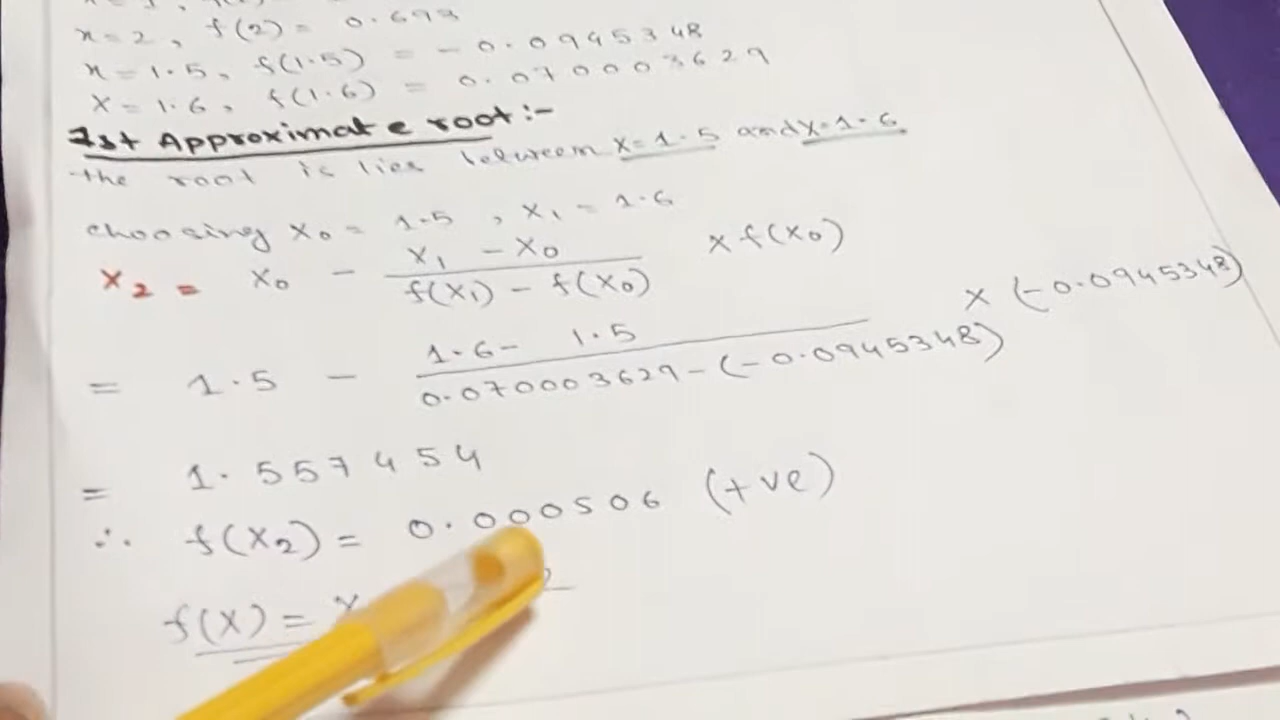 x = 2, f(2) = 0.693
x = 1.5, f(1.5) = -0.0945348
X = 1.6, f(1.6) = 0.070003629
1st Approximate root:-
the root is lies between x=1.5 and x=1.6
choosing x₀ = 1.5, x₁ = 1.6
x₂ = x₀ - (x₁ - x₀)/(f(x₁) - f(x₀)) × f(x₀)
= 1.5 - (1.6 - 1.5)/(0.070003629 - (-0.0945348)) × (-0.0945348)
= 1.557454
∴ f(x₂) = 0.000506 (+ve)
f(x) =